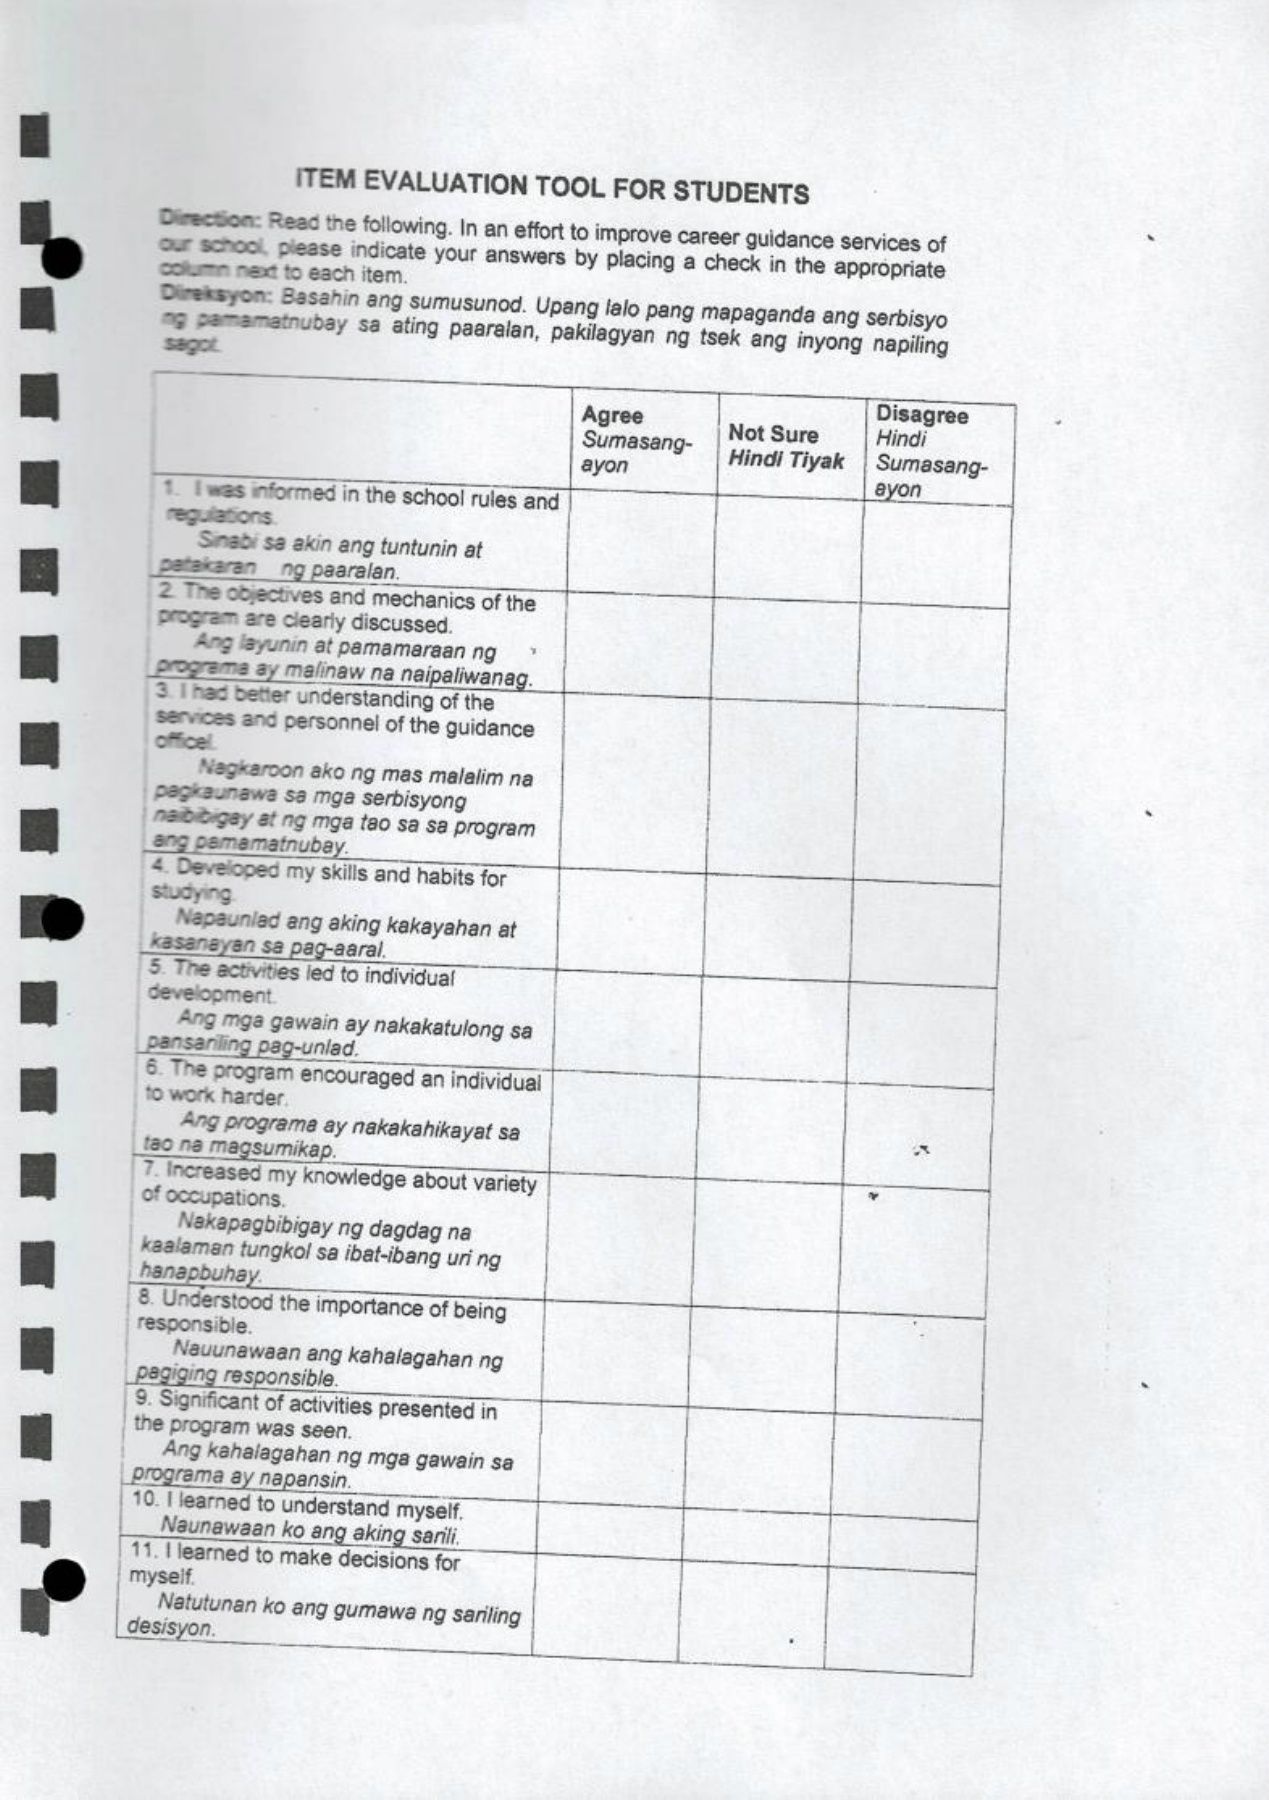 ITEM EVALUATION TOOL FOR STUDENTS
Direction: Read the following. In an effort to improve career guidance services of
our school, please indicate your answers by placing a check in the appropriate
column next to each item.
Direksyon: Basahin ang sumusunod. Upang lalo pang mapaganda ang serbisyo
ng pamamatnubay sa ating paaralan, pakilagyan ng tsek ang inyong napiling
sagot.
Agree
Sumasang-
ayon
Not Sure
Hindi Tiyak
Disagree
Hindi
Sumasang-
ayon
1. I was informed in the school rules and
regulations.
Sinabi sa akin ang tuntunin at
patakaran ng paaralan.
2. The objectives and mechanics of the
program are clearly discussed.
Ang layunin at pamamaraan ng
programa ay malinaw na naipaliwanag.
3. I had better understanding of the
services and personnel of the guidance
officel.
Nagkaroon ako ng mas malalim na
pagkaunawa sa mga serbisyong
naibibigay at ng mga tao sa sa program
ang pamamatnubay.
4. Developed my skills and habits for
studying.
Napaunlad ang aking kakayahan at
kasanayan sa pag-aaral.
5. The activities led to individual
development.
Ang mga gawain ay nakakatulong sa
pansariling pag-unlad.
6. The program encouraged an individual
to work harder.
Ang programa ay nakakahikayat sa
tao na magsumikap.
7. Increased my knowledge about variety
of occupations.
Nakapagbibigay ng dagdag na
kaalaman tungkol sa ibat-ibang uri ng
hanapbuhay.
8. Understood the importance of being
responsible.
Nauunawaan ang kahalagahan ng
pagiging responsible.
9. Significant of activities presented in
the program was seen.
Ang kahalagahan ng mga gawain sa
programa ay napansin.
10. I learned to understand myself.
Naunawaan ko ang aking sarili.
11. I learned to make decisions for
myself.
Natutunan ko ang gumawa ng sariling
desisyon.